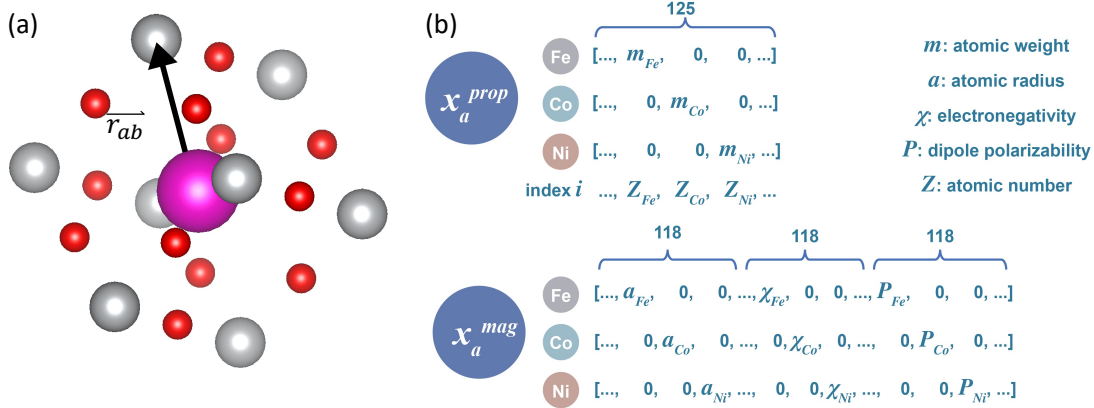 (a)
r_ab
(b)
125
x_a^prop
Fe [..., m_Fe, 0, 0, ...]
Co [..., 0, m_Co, 0, ...]
Ni [..., 0, 0, m_Ni, ...]
index i ..., Z_Fe, Z_Co, Z_Ni, ...
m: atomic weight
a: atomic radius
χ: electronegativity
P: dipole polarizability
Z: atomic number
118 118 118
x_a^mag
Fe [..., a_Fe, 0, 0, ..., χ_Fe, 0, 0, ..., P_Fe, 0, 0, ...]
Co [..., 0, a_Co, 0, ..., 0, χ_Co, 0, ..., 0, P_Co, 0, ...]
Ni [..., 0, 0, a_Ni, ..., 0, 0, χ_Ni, ..., 0, 0, P_Ni, ...]